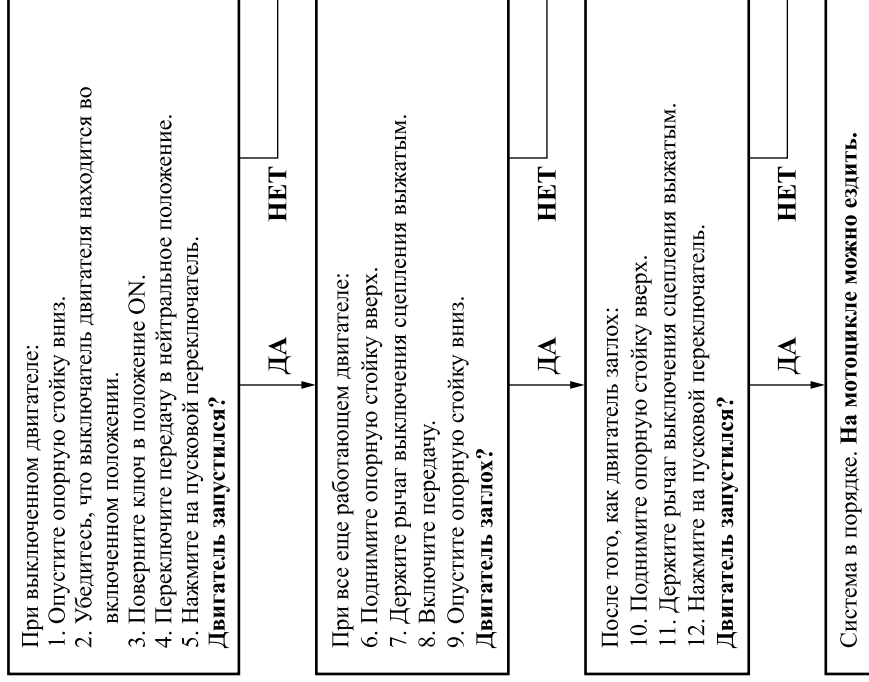 При выключенном двигателе:
1. Опустите опорную стойку вниз.
2. Убедитесь, что выключатель двигателя находится во
включенном положении.
3. Поверните ключ в положение ON.
4. Переключите передачу в нейтральное положение.
5. Нажмите на пусковой переключатель.
Двигатель запустился?
ДА
НЕТ
При все еще работающем двигателе:
6. Поднимите опорную стойку вверх.
7. Держите рычаг выключения сцепления выжатым.
8. Включите передачу.
9. Опустите опорную стойку вниз.
Двигатель заглох?
ДА
НЕТ
После того, как двигатель заглох:
10. Поднимите опорную стойку вверх.
11. Держите рычаг выключения сцепления выжатым.
12. Нажмите на пусковой переключатель.
Двигатель запустился?
ДА
НЕТ
Система в порядке. На мотоцикле можно ездить.